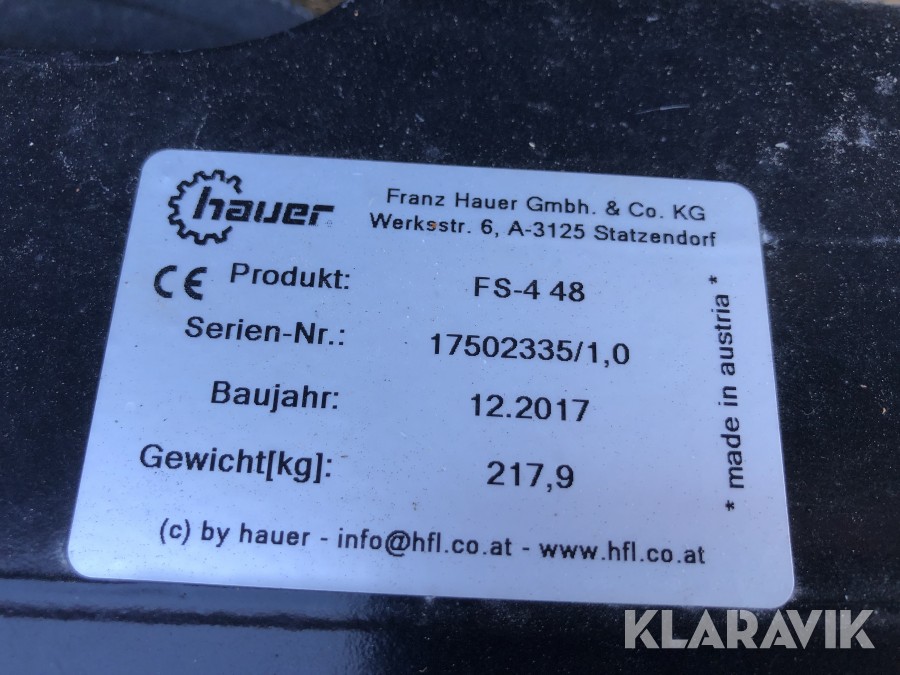 hauer
Franz Hauer Gmbh. & Co. KG
Werksstr. 6, A-3125 Statzendorf
CE Produkt: FS-4 48
Serien-Nr.: 17502335/1,0
Baujahr: 12.2017
Gewicht[kg]: 217,9
* made in austria *
(c) by hauer - info@hfl.co.at - www.hfl.co.at
KLARAVIK